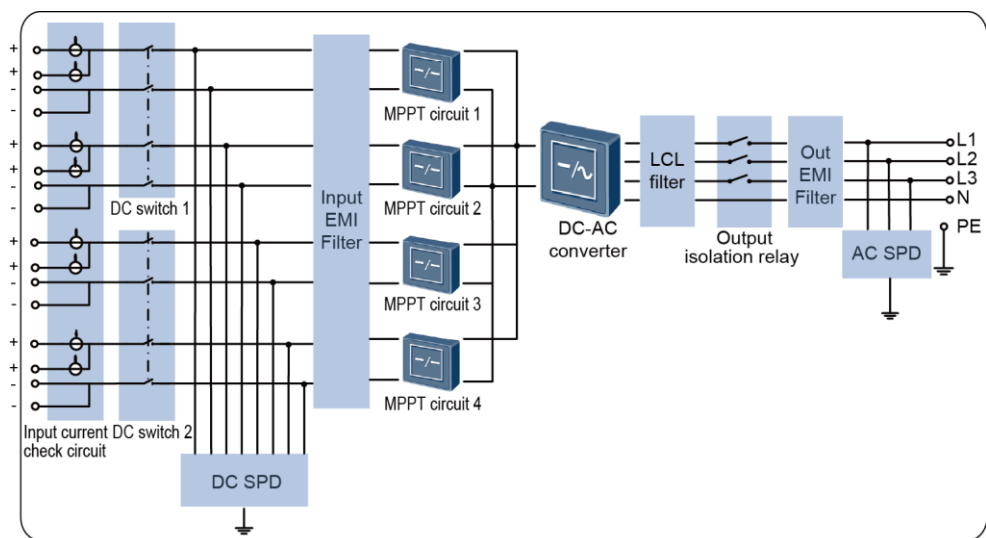 +
+
-
-
+
+
-
-
+
+
-
-
+
+
-
-
Input current
check circuit
DC switch 1
DC switch 2
DC SPD
Input
EMI
Filter
MPPT circuit 1
MPPT circuit 2
MPPT circuit 3
MPPT circuit 4
DC-AC
converter
LCL
filter
Output
isolation relay
Out
EMI
Filter
AC SPD
L1
L2
L3
N
PE